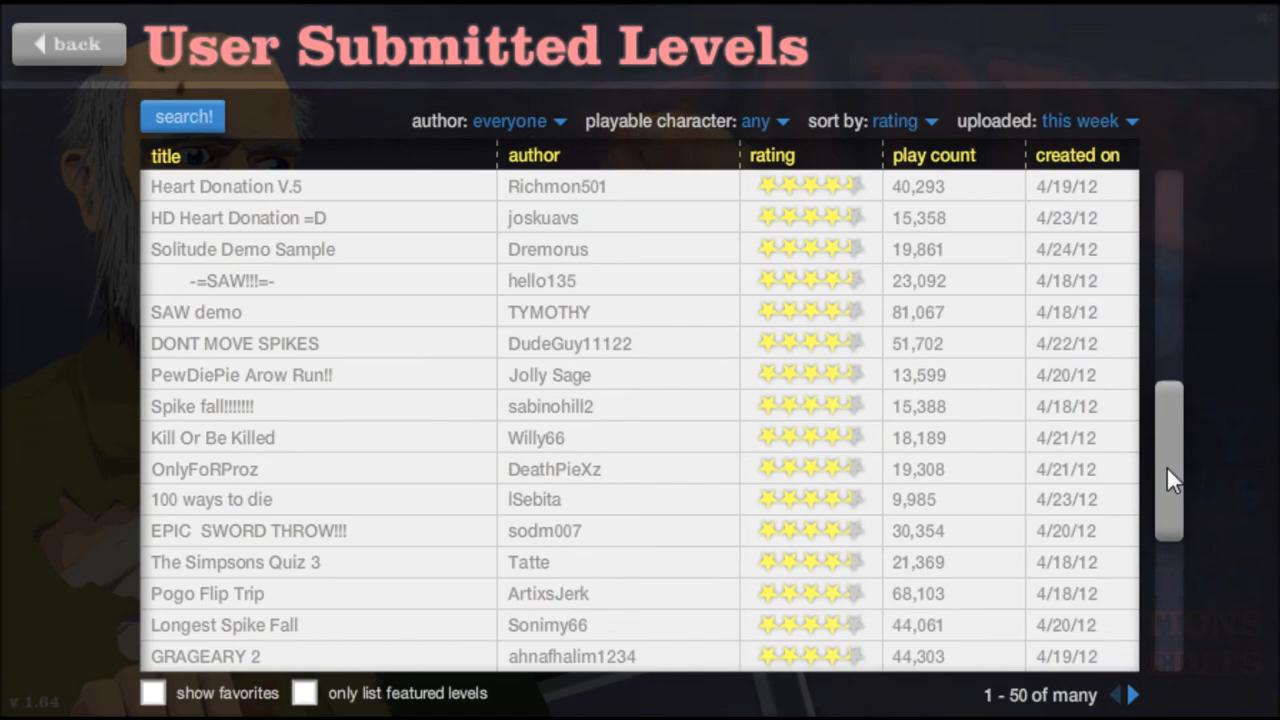 back
User Submitted Levels
search!
author: everyone playable character: any sort by: rating uploaded: this week
title author rating play count created on
Heart Donation V.5 Richmon501 40,293 4/19/12
HD Heart Donation =D joskuavs 15,358 4/23/12
Solitude Demo Sample Dremorus 19,861 4/24/12
-=SAW!!!=- hello135 23,092 4/18/12
SAW demo TYMOTHY 81,067 4/18/12
DONT MOVE SPIKES DudeGuy11122 51,702 4/22/12
PewDiePie Arow Run!! Jolly Sage 13,599 4/20/12
Spike fall!!!!!!! sabinohill2 15,388 4/18/12
Kill Or Be Killed Willy66 18,189 4/21/12
OnlyFoRProz DeathPieXz 19,308 4/21/12
100 ways to die lSebita 9,985 4/23/12
EPIC  SWORD THROW!!! sodm007 30,354 4/20/12
The Simpsons Quiz 3 Tatte 21,369 4/18/12
Pogo Flip Trip ArtixsJerk 68,103 4/18/12
Longest Spike Fall Sonimy66 44,061 4/20/12
GRAGEARY 2 ahnafhalim1234 44,303 4/19/12
show favorites only list featured levels 1 - 50 of many
v 1.64